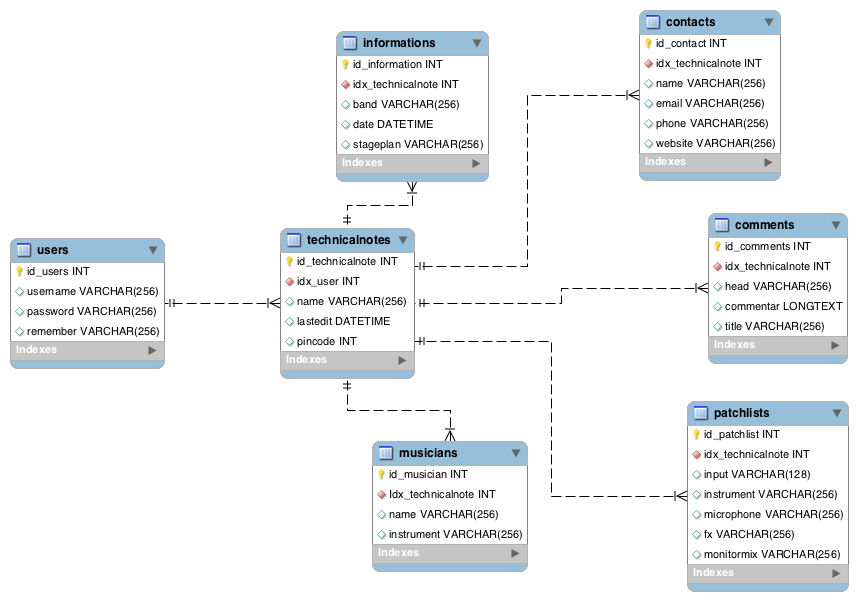 informations
id_information INT
idx_technicalnote INT
band VARCHAR(256)
date DATETIME
stageplan VARCHAR(256)
Indexes
contacts
id_contact INT
idx_technicalnote INT
name VARCHAR(256)
email VARCHAR(256)
phone VARCHAR(256)
website VARCHAR(256)
Indexes
users
id_users INT
username VARCHAR(256)
password VARCHAR(256)
remember VARCHAR(256)
Indexes
technicalnotes
id_technicalnote INT
idx_user INT
name VARCHAR(256)
lastedit DATETIME
pincode INT
Indexes
comments
id_comments INT
idx_technicalnote INT
head VARCHAR(256)
commentar LONGTEXT
title VARCHAR(256)
Indexes
musicians
id_musician INT
Idx_technicalnote INT
name VARCHAR(256)
instrument VARCHAR(256)
Indexes
patchlists
id_patchlist INT
idx_technicalnote INT
input VARCHAR(128)
instrument VARCHAR(256)
microphone VARCHAR(256)
fx VARCHAR(256)
monitormix VARCHAR(256)
Indexes